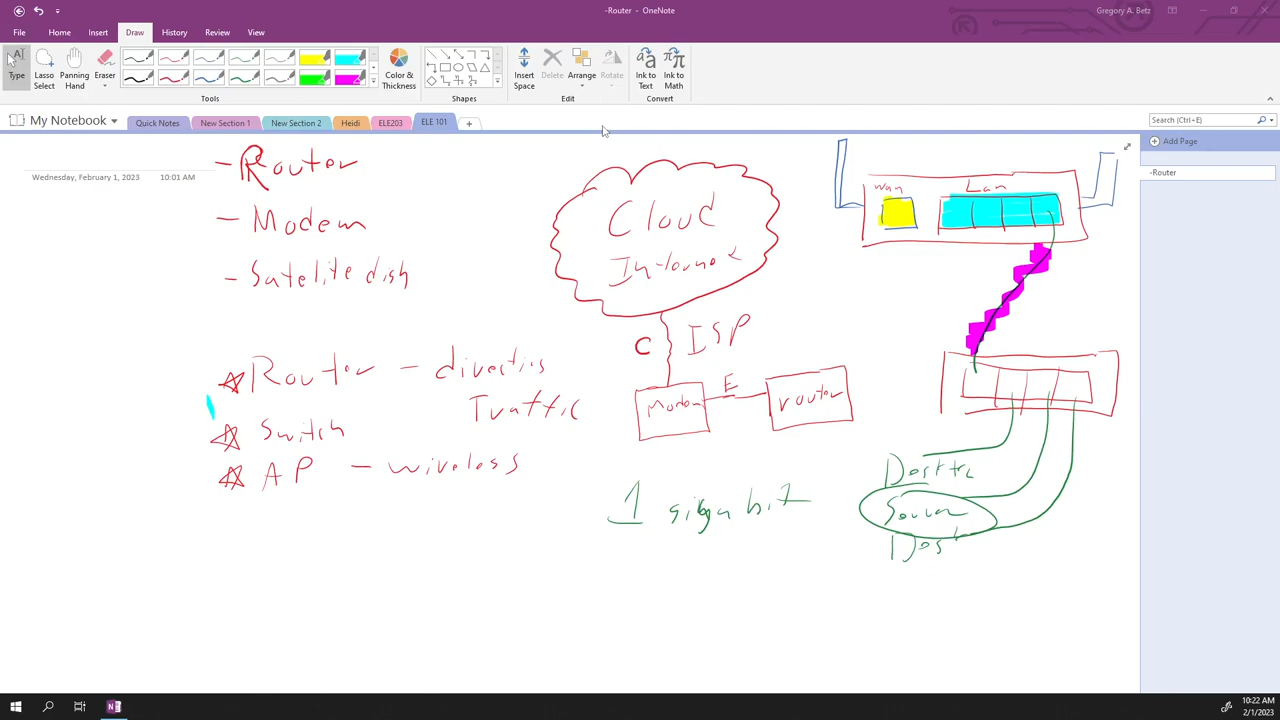 -Router - OneNote
Gregory A. Betz
File Home Insert Draw History Review View
Type
Lasso Select
Panning Hand
Eraser
Color & Thickness
Insert Space
Delete
Arrange
Rotate
Ink to Text
Ink to Math
Tools
Shapes
Edit
Convert
My Notebook
Quick Notes
New Section 1
New Section 2
Heidi
ELE203
ELE 101
Search (Ctrl+E)
Add Page
-Router
Wednesday, February 1, 2023 10:01 AM
- Router
- Modem
- Satelite dish
Router -
Traffic
Switch
AP - wireless
Cloud
Internet
C ISP
Modem
E
router
1 gigabit
Wan
Lan
10:22 AM
2/1/2023